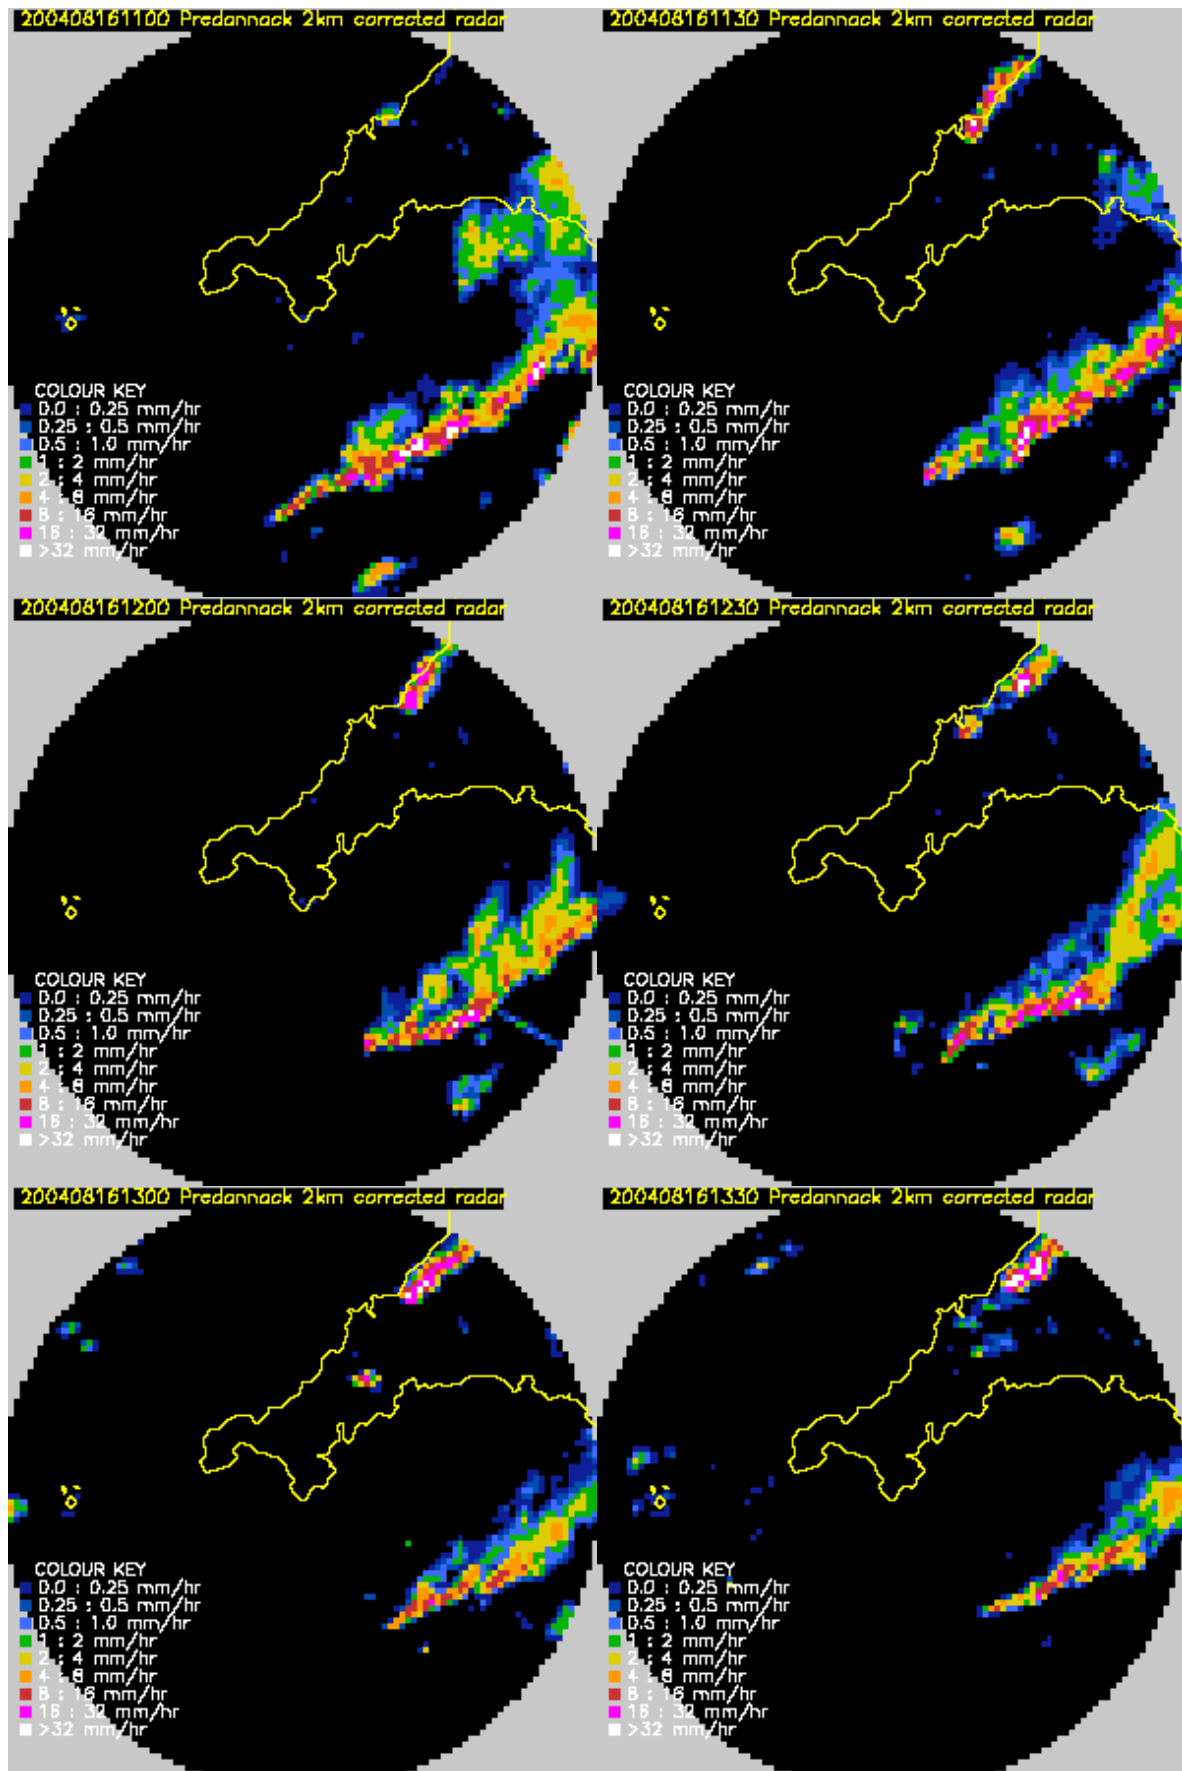 200408161100 Predannack 2km corrected radar
COLOUR KEY
0.0 : 0.25 mm/hr
0.25 : 0.5 mm/hr
0.5 : 1.0 mm/hr
1 : 2 mm/hr
2 : 4 mm/hr
4 : 8 mm/hr
8 : 16 mm/hr
16 : 32 mm/hr
>32 mm/hr
200408161130 Predannack 2km corrected radar
COLOUR KEY
0.0 : 0.25 mm/hr
0.25 : 0.5 mm/hr
0.5 : 1.0 mm/hr
1 : 2 mm/hr
2 : 4 mm/hr
4 : 8 mm/hr
8 : 16 mm/hr
16 : 32 mm/hr
>32 mm/hr
200408161200 Predannack 2km corrected radar
COLOUR KEY
0.0 : 0.25 mm/hr
0.25 : 0.5 mm/hr
0.5 : 1.0 mm/hr
1 : 2 mm/hr
2 : 4 mm/hr
4 : 8 mm/hr
8 : 16 mm/hr
16 : 32 mm/hr
>32 mm/hr
200408161230 Predannack 2km corrected radar
COLOUR KEY
0.0 : 0.25 mm/hr
0.25 : 0.5 mm/hr
0.5 : 1.0 mm/hr
1 : 2 mm/hr
2 : 4 mm/hr
4 : 8 mm/hr
8 : 16 mm/hr
16 : 32 mm/hr
>32 mm/hr
200408161300 Predannack 2km corrected radar
COLOUR KEY
0.0 : 0.25 mm/hr
0.25 : 0.5 mm/hr
0.5 : 1.0 mm/hr
1 : 2 mm/hr
2 : 4 mm/hr
4 : 8 mm/hr
8 : 16 mm/hr
16 : 32 mm/hr
>32 mm/hr
200408161330 Predannack 2km corrected radar
COLOUR KEY
0.0 : 0.25 mm/hr
0.25 : 0.5 mm/hr
0.5 : 1.0 mm/hr
1 : 2 mm/hr
2 : 4 mm/hr
4 : 8 mm/hr
8 : 16 mm/hr
16 : 32 mm/hr
>32 mm/hr